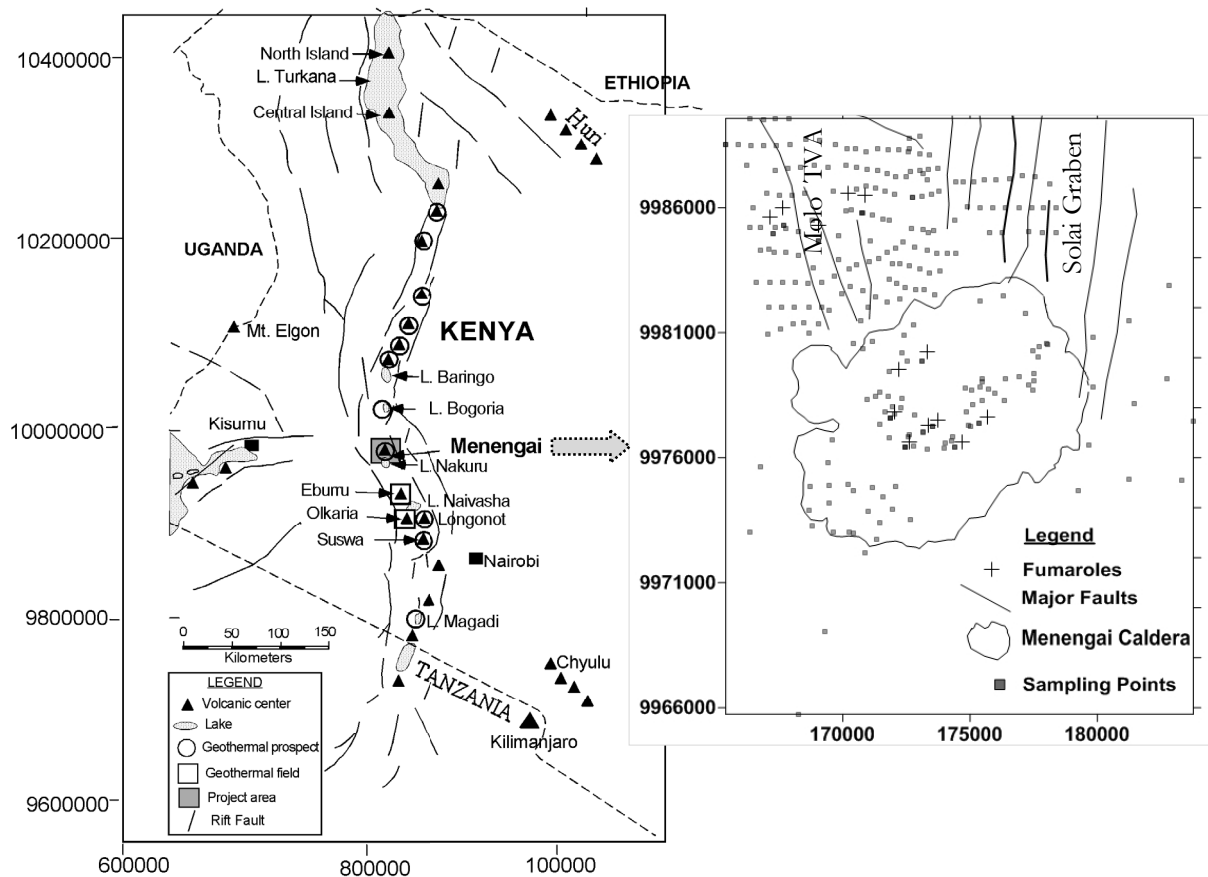 10400000
10200000
10000000
9800000
9600000
600000
800000
100000
North Island
L. Turkana
Central Island
ETHIOPIA
Huri
UGANDA
Mt. Elgon
KENYA
L. Baringo
L. Bogoria
Kisumu
Menengai
L. Nakuru
Eburru
L. Naivasha
Olkaria
Longonot
Suswa
Nairobi
L. Magadi
0 50 100 150
Kilometers
TANZANIA
Chyulu
Kilimanjaro
LEGEND
Volcanic center
Lake
Geothermal prospect
Geothermal field
Project area
Rift Fault
9986000
9981000
9976000
9971000
9966000
170000
175000
180000
Molo TVA
Solai Graben
Legend
Fumaroles
Major Faults
Menengai Caldera
Sampling Points